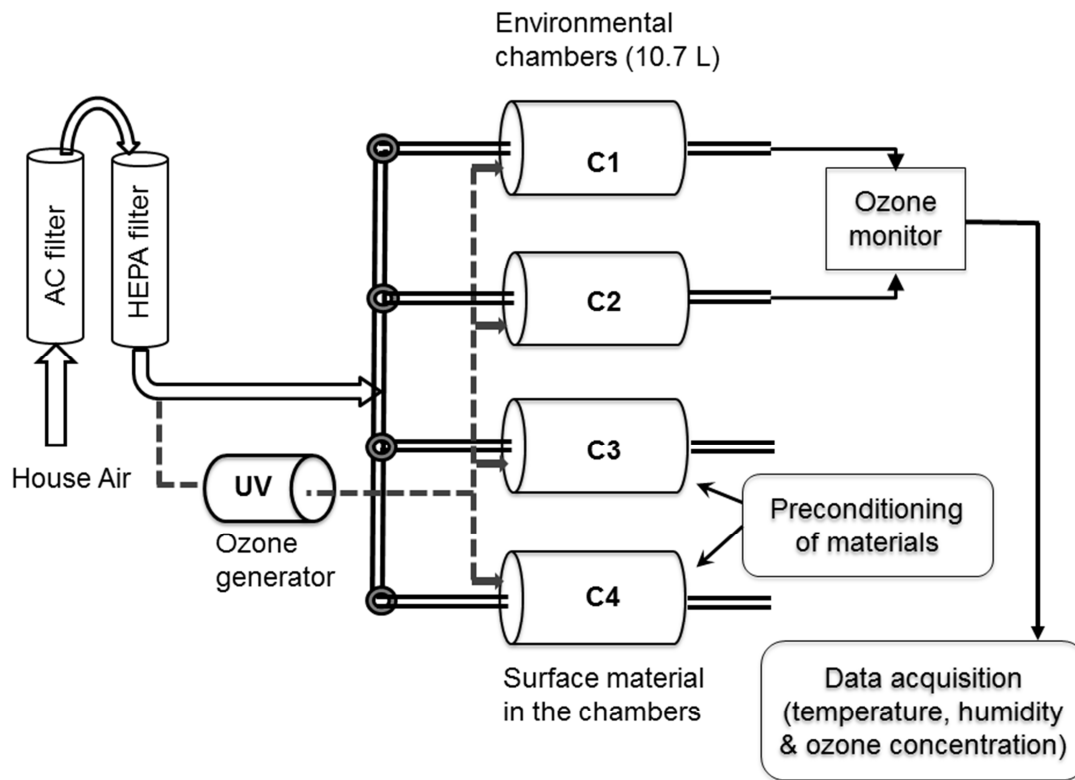 Environmental
chambers (10.7 L)
AC filter
HEPA filter
C1
Ozone
monitor
C2
House Air
UV
Ozone
generator
C3
Preconditioning
of materials
C4
Surface material
in the chambers
Data acquisition
(temperature, humidity
& ozone concentration)